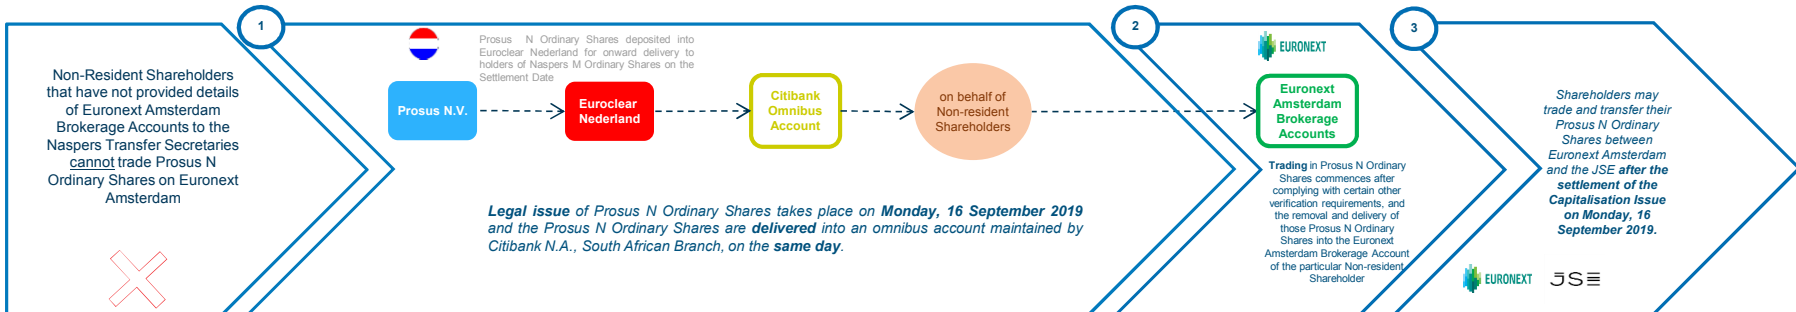 1
2
3
Non-Resident Shareholders
that have not provided details
of Euronext Amsterdam
Brokerage Accounts to the
Naspers Transfer Secretaries
cannot trade Prosus N
Ordinary Shares on Euronext
Amsterdam
Prosus N Ordinary Shares deposited into
Euroclear Nederland for onward delivery to
holders of Naspers M Ordinary Shares on the
Settlement Date
Prosus N.V.
Euroclear
Nederland
Citibank
Omnibus
Account
on behalf of
Non-resident
Shareholders
Legal issue of Prosus N Ordinary Shares takes place on Monday, 16 September 2019
and the Prosus N Ordinary Shares are delivered into an omnibus account maintained by
Citibank N.A., South African Branch, on the same day.
EURONEXT
Euronext
Amsterdam
Brokerage
Accounts
Trading in Prosus N Ordinary
Shares commences after
complying with certain other
verification requirements, and
the removal and delivery of
those Prosus N Ordinary
Shares into the Euronext
Amsterdam Brokerage Account
of the particular Non-resident
Shareholder
Shareholders may
trade and transfer their
Prosus N Ordinary
Shares between
Euronext Amsterdam
and the JSE after the
settlement of the
Capitalisation Issue
on Monday, 16
September 2019.
EURONEXT
JSE